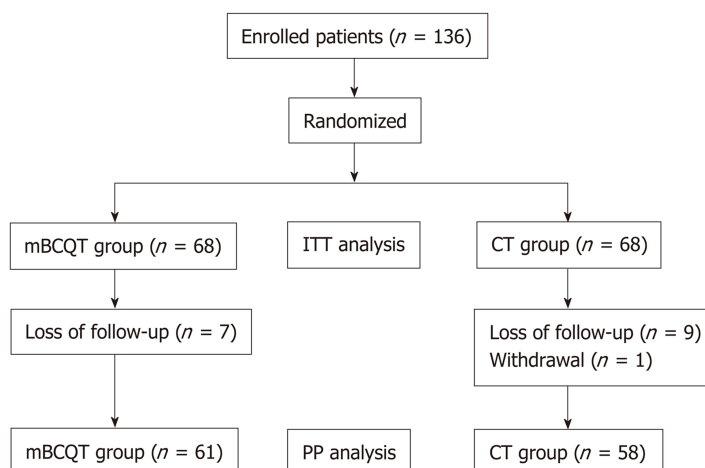 Enrolled patients (n = 136)
Randomized
mBCQT group (n = 68)
ITT analysis
CT group (n = 68)
Loss of follow-up (n = 7)
Loss of follow-up (n = 9)
Withdrawal (n = 1)
mBCQT group (n = 61)
PP analysis
CT group (n = 58)